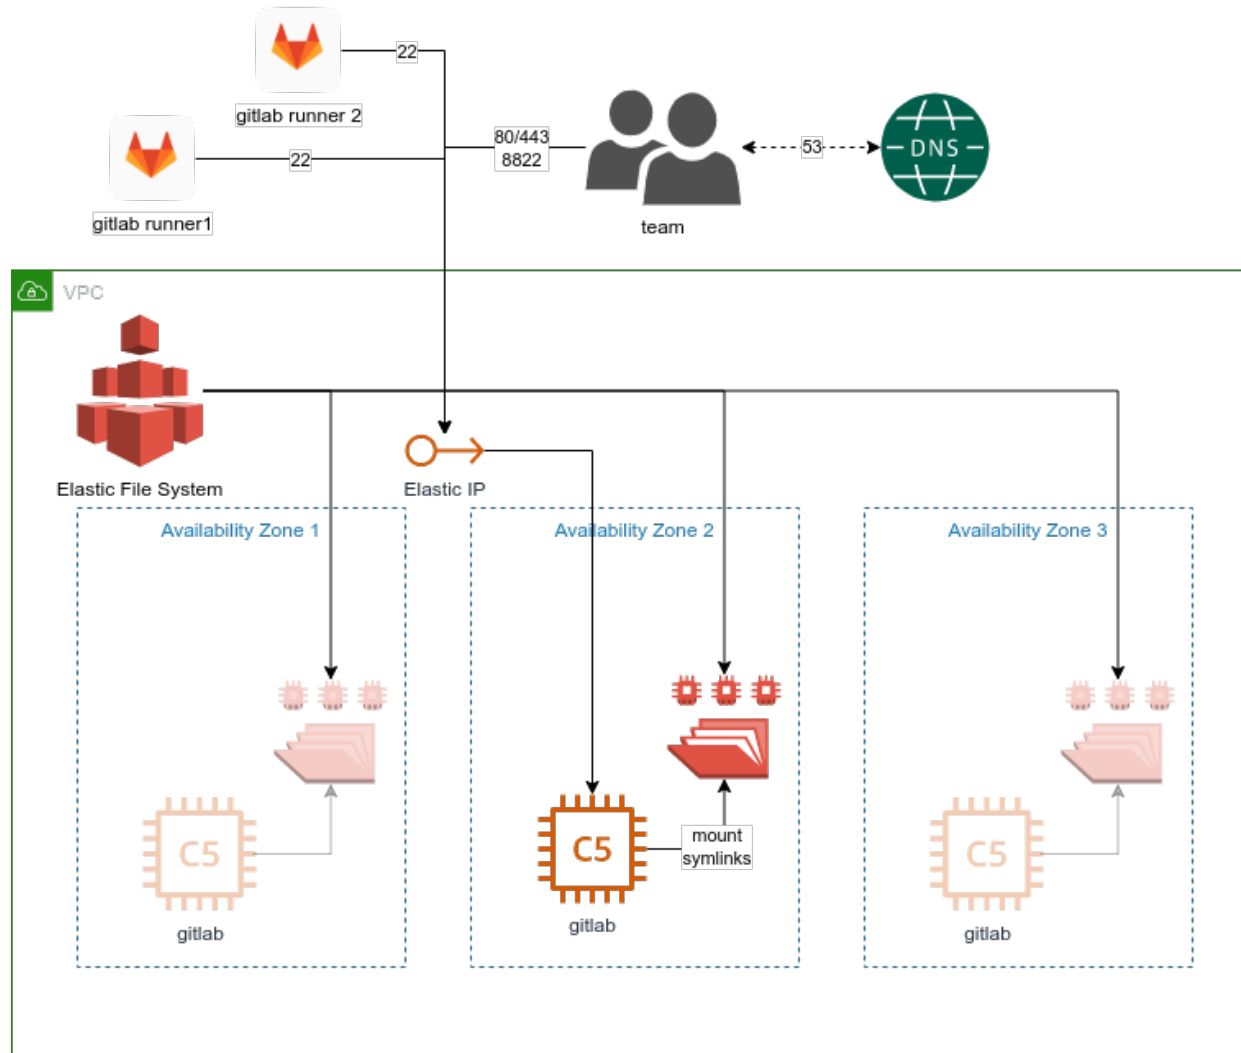 22
gitlab runner 2
22
gitlab runner1
80/443
8822
team
53
DNS
VPC
Elastic File System
Elastic IP
Availability Zone 1
Availability Zone 2
Availability Zone 3
C5
gitlab
C5
gitlab
mount
symlinks
C5
gitlab